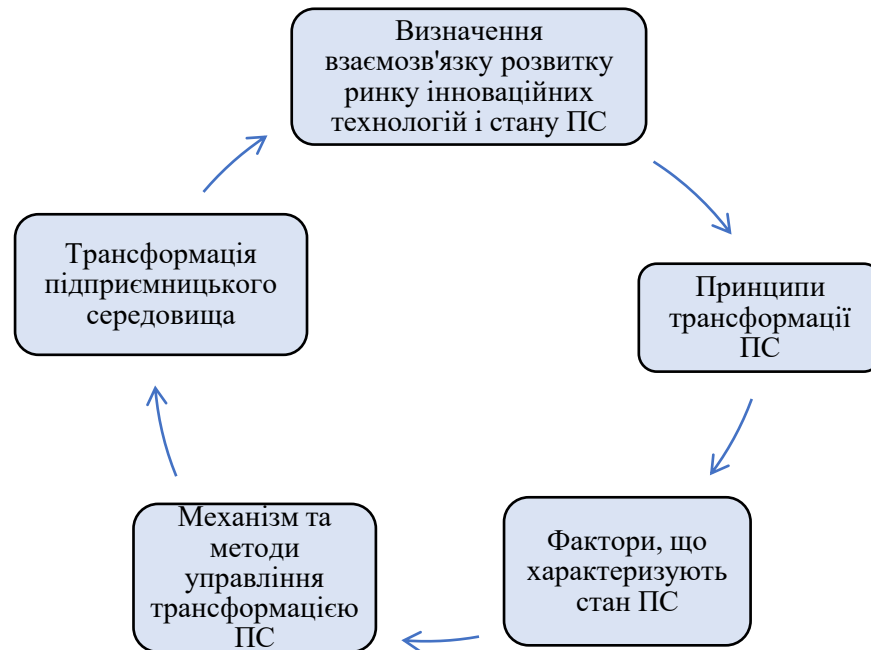 Визначення
взаємозв'язку розвитку
ринку інноваційних
технологій і стану ПС
Принципи
трансформації
ПС
Фактори, що
характеризують
стан ПС
Механізм та
методи
управління
трансформацією
ПС
Трансформація
підприємницького
середовища